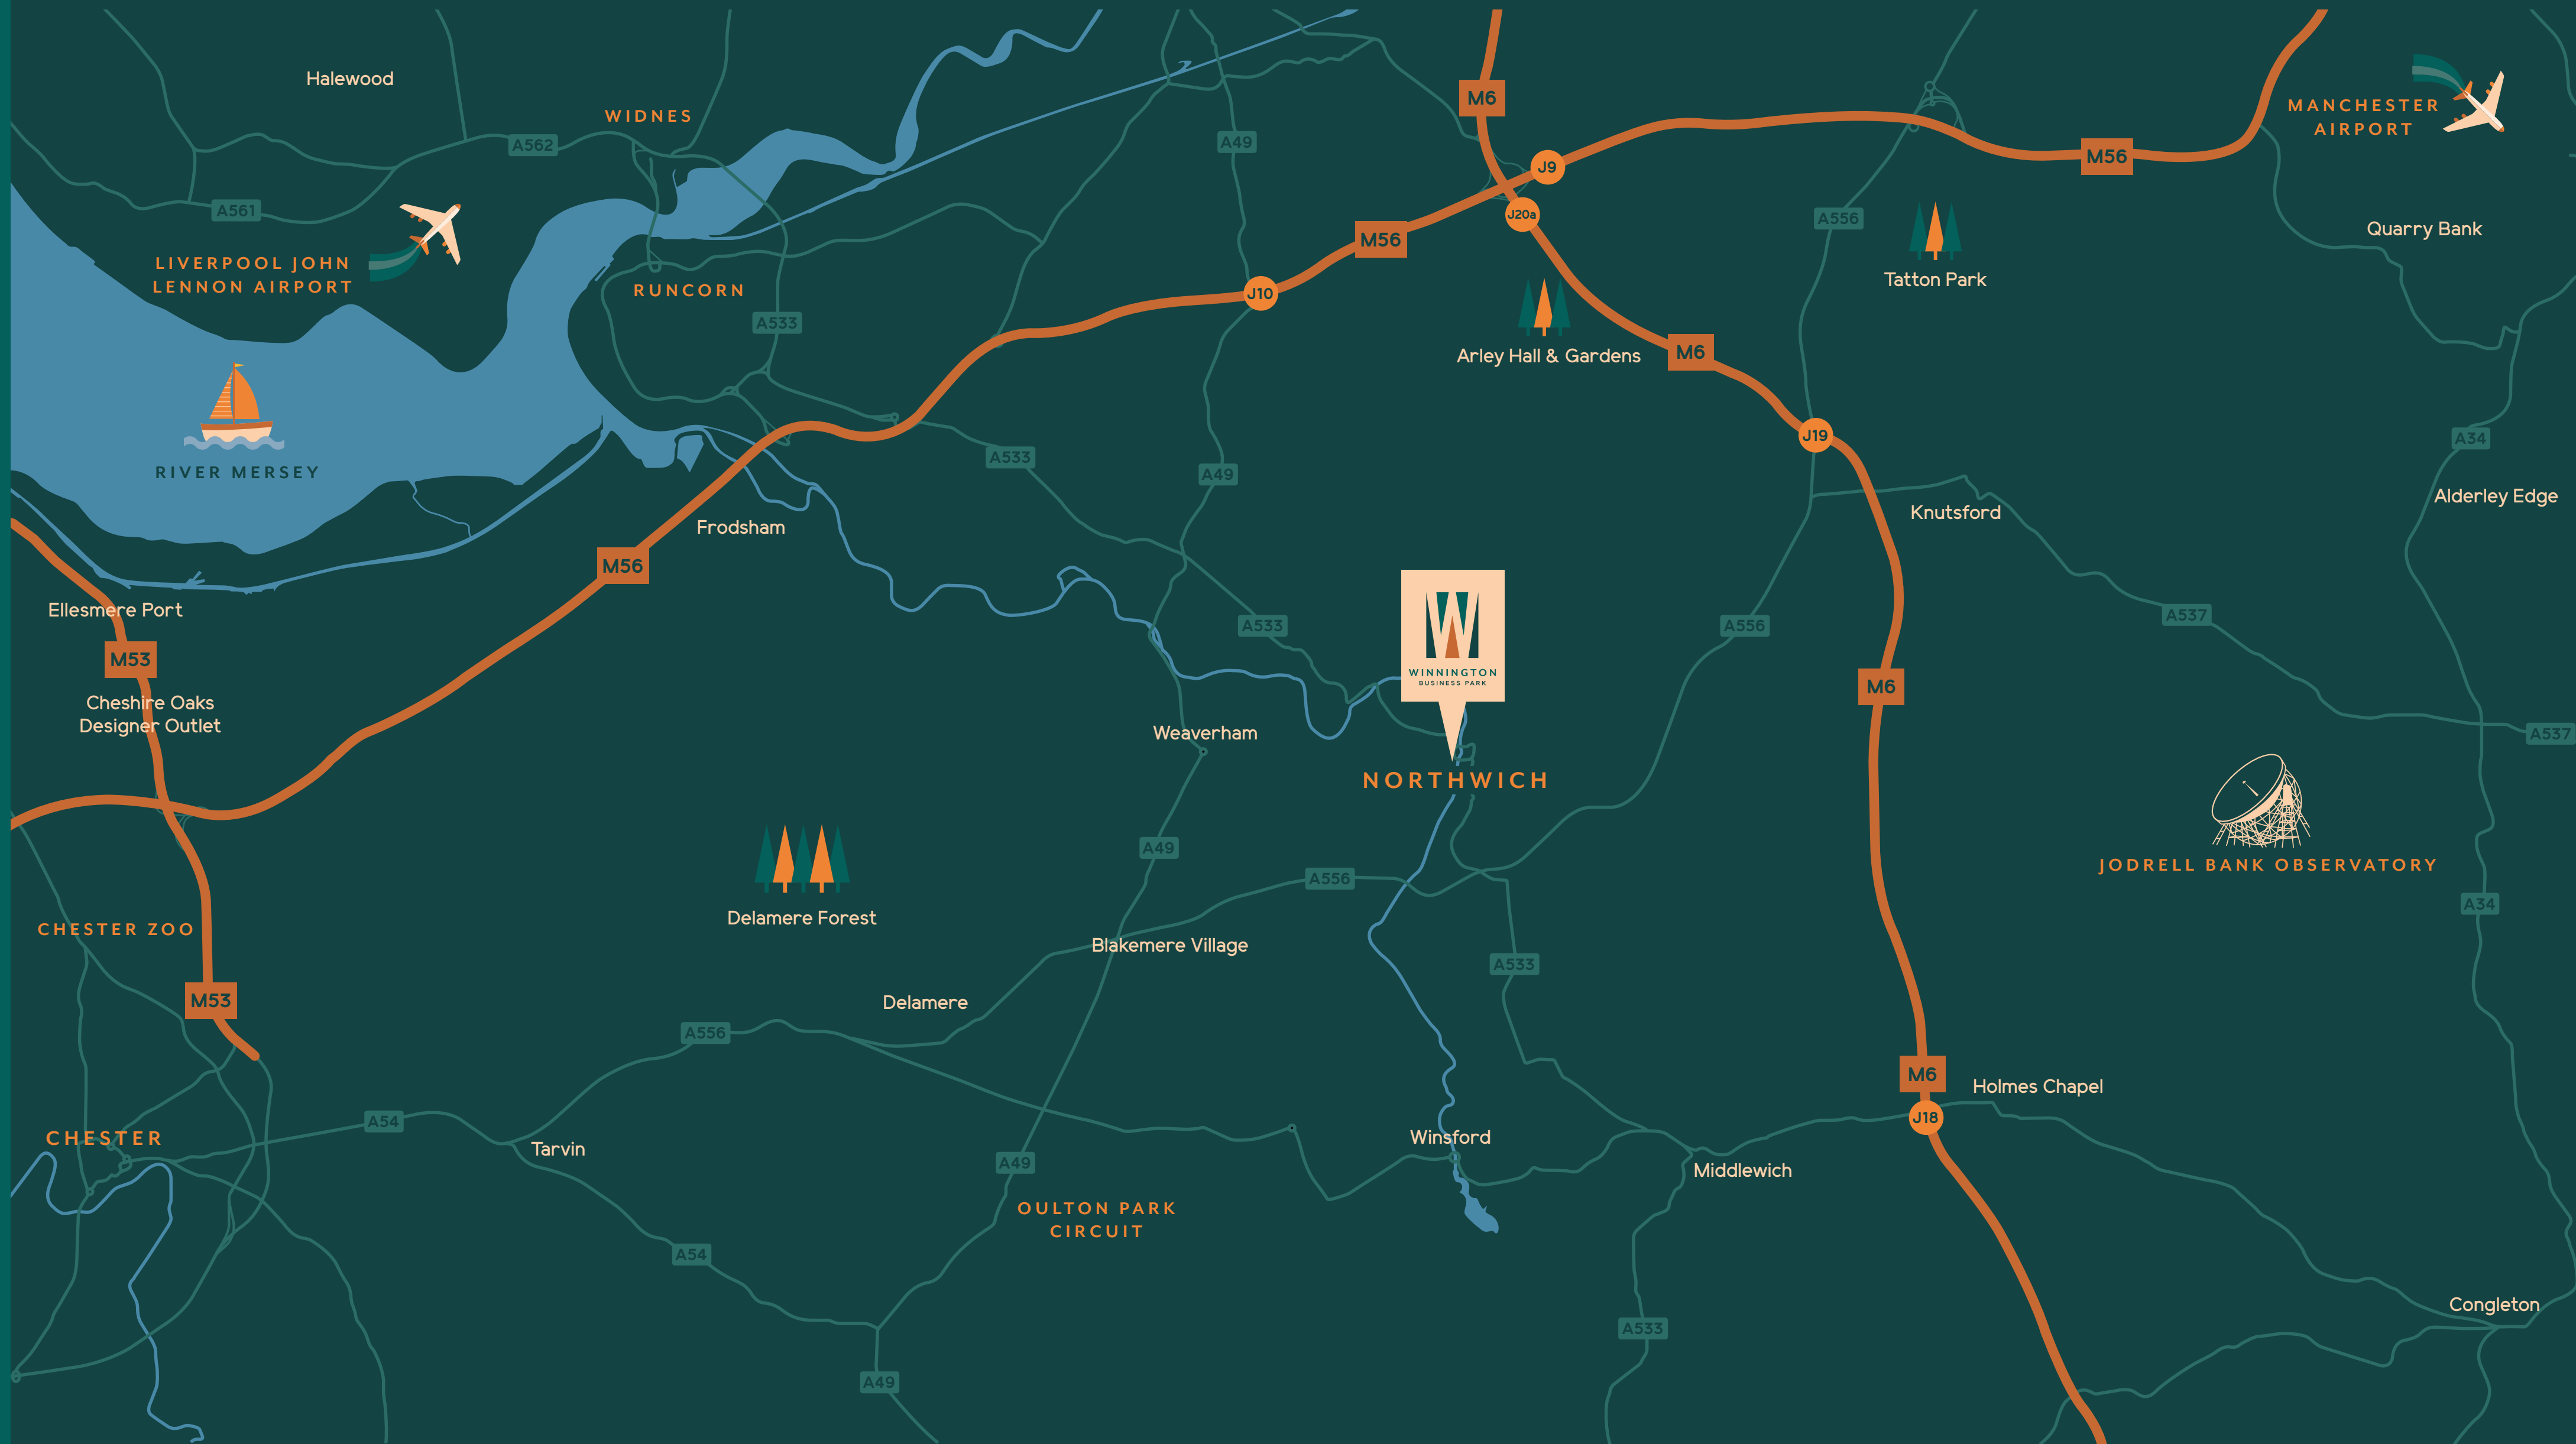 Halewood
WIDNES
A562
A561
LIVERPOOL JOHN
LENNON AIRPORT
RUNCORN
A533
RIVER MERSEY
A49
M6
J9
M56
MANCHESTER
AIRPORT
J20a
M56
J10
A556
Tatton Park
Quarry Bank
Arley Hall & Gardens
M6
J19
A34
Alderley Edge
A533
A49
Knutsford
Frodsham
M56
Ellesmere Port
M53
Cheshire Oaks
Designer Outlet
A533
A556
A537
WINNINGTON
BUSINESS PARK
M6
Weaverham
A537
NORTHWICH
A49
JODRELL BANK OBSERVATORY
A556
A34
Delamere Forest
CHESTER ZOO
Blakemere Village
A533
M53
Delamere
A556
M6
Holmes Chapel
J18
A54
CHESTER
Tarvin
Winsford
A49
Middlewich
OULTON PARK
CIRCUIT
A54
A533
Congleton
A49